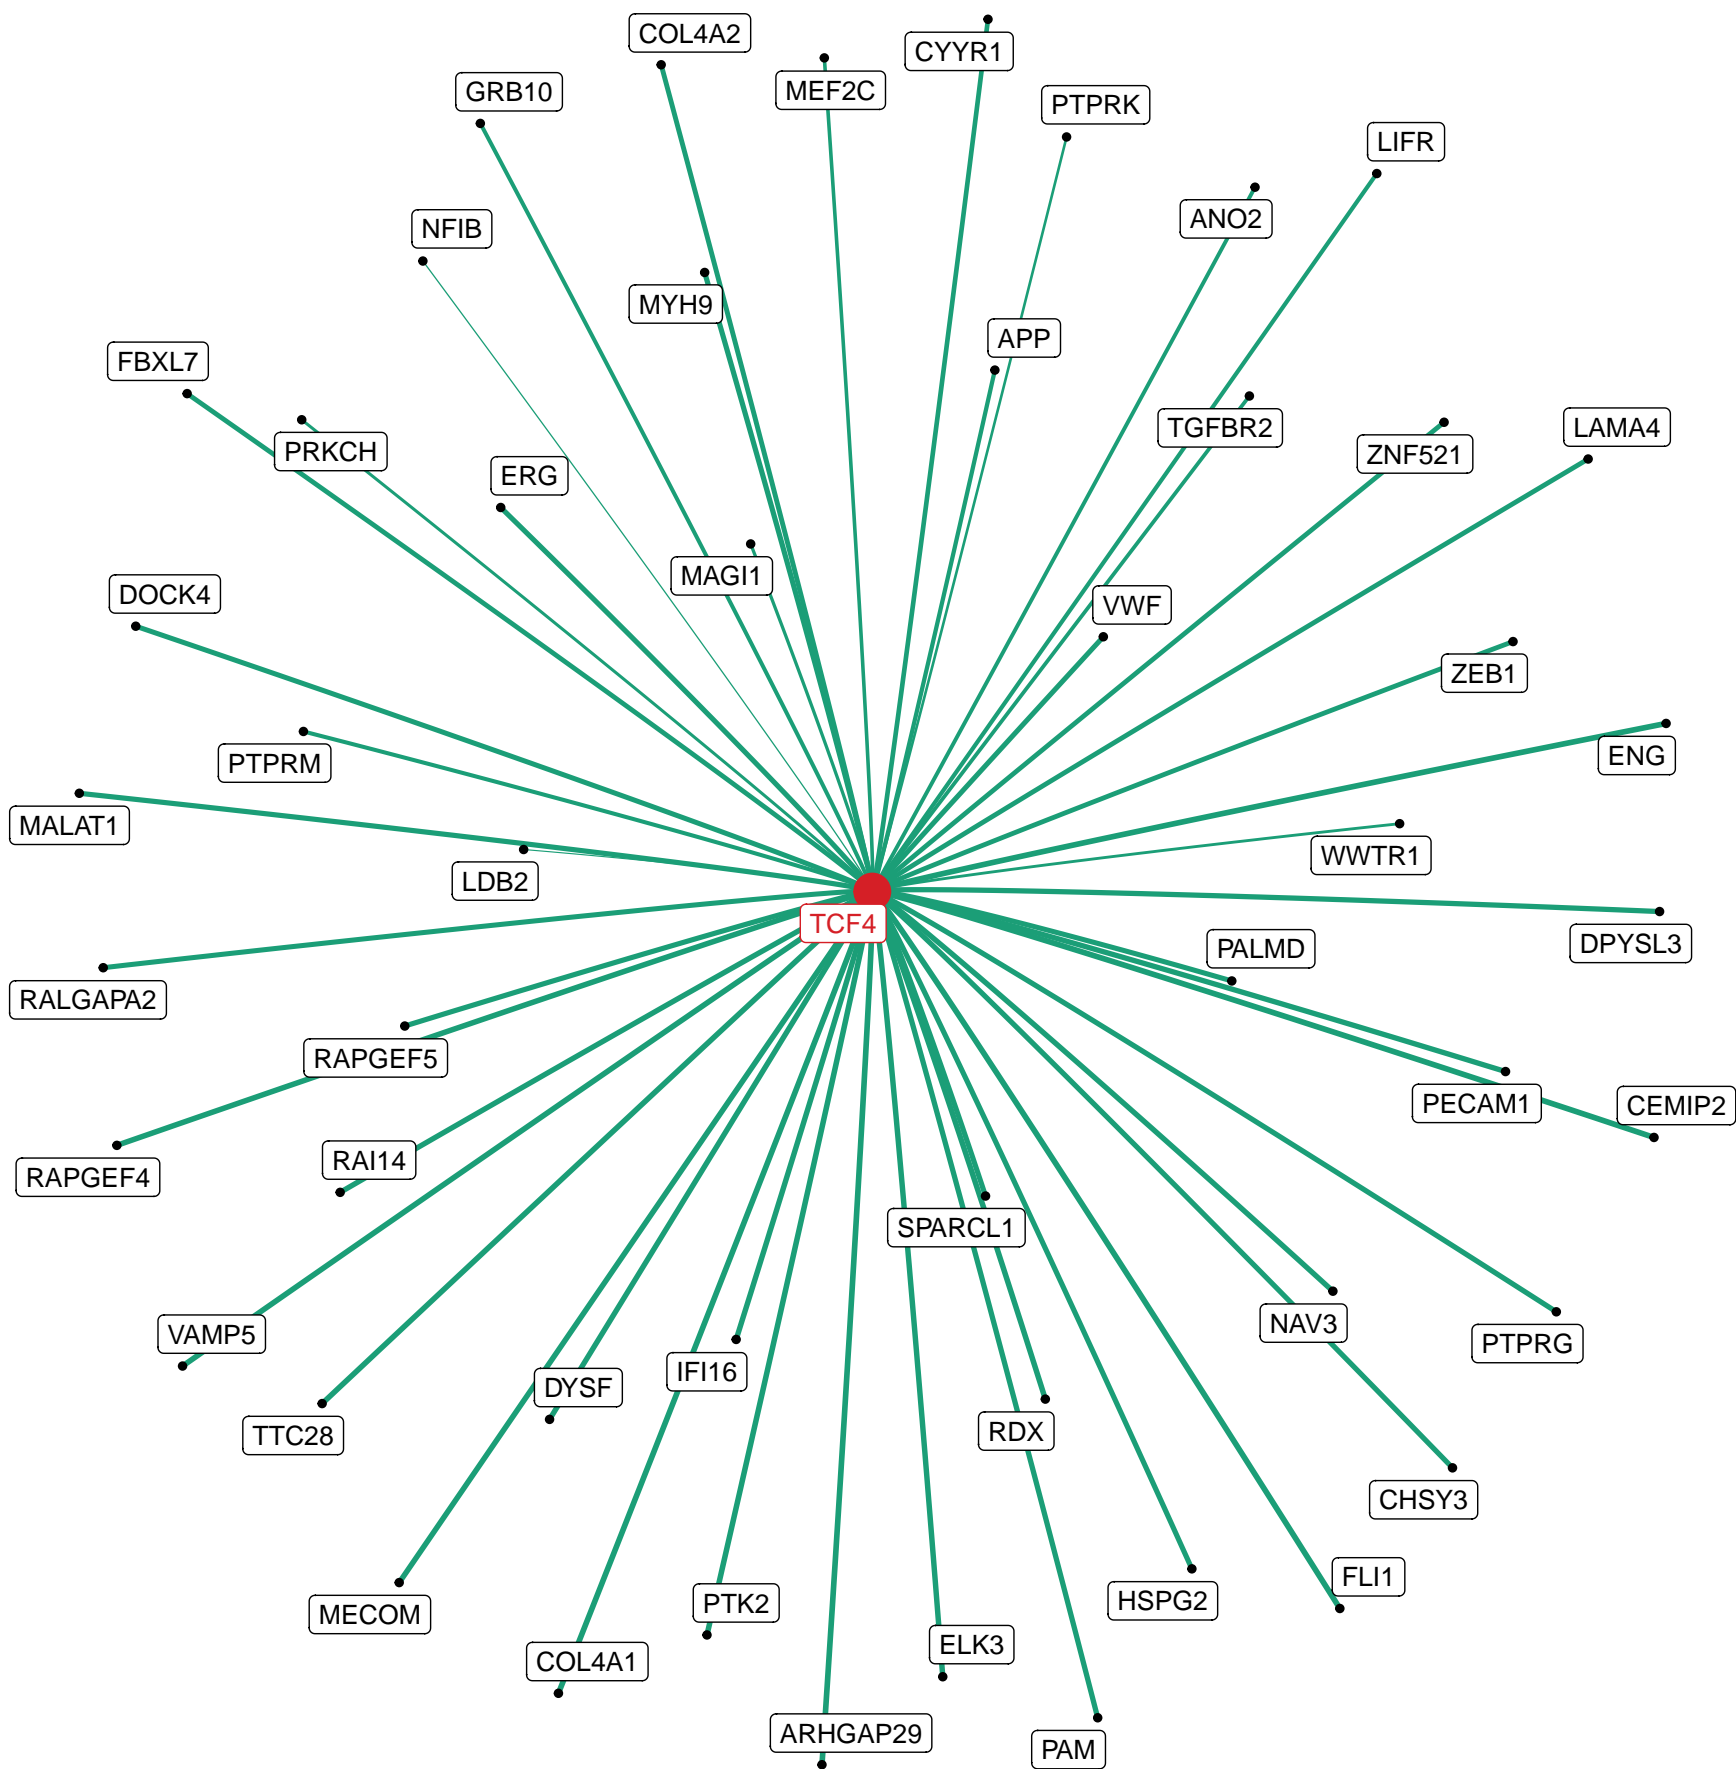 COL4A2
CYYR1
MEF2C
GRB10
PTPRK
LIFR
ANO2
NFIB
MYH9
APP
FBXL7
TGFBR2
LAMA4
PRKCH
ZNF521
ERG
MAGI1
DOCK4
VWF
ZEB1
ENG
PTPRM
MALAT1
WWTR1
LDB2
TCF4
DPYSL3
PALMD
RALGAPA2
RAPGEF5
PECAM1
CEMIP2
RAI14
RAPGEF4
SPARCL1
NAV3
VAMP5
PTPRG
IFI16
DYSF
RDX
TTC28
CHSY3
FLI1
HSPG2
PTK2
MECOM
ELK3
COL4A1
ARHGAP29
PAM